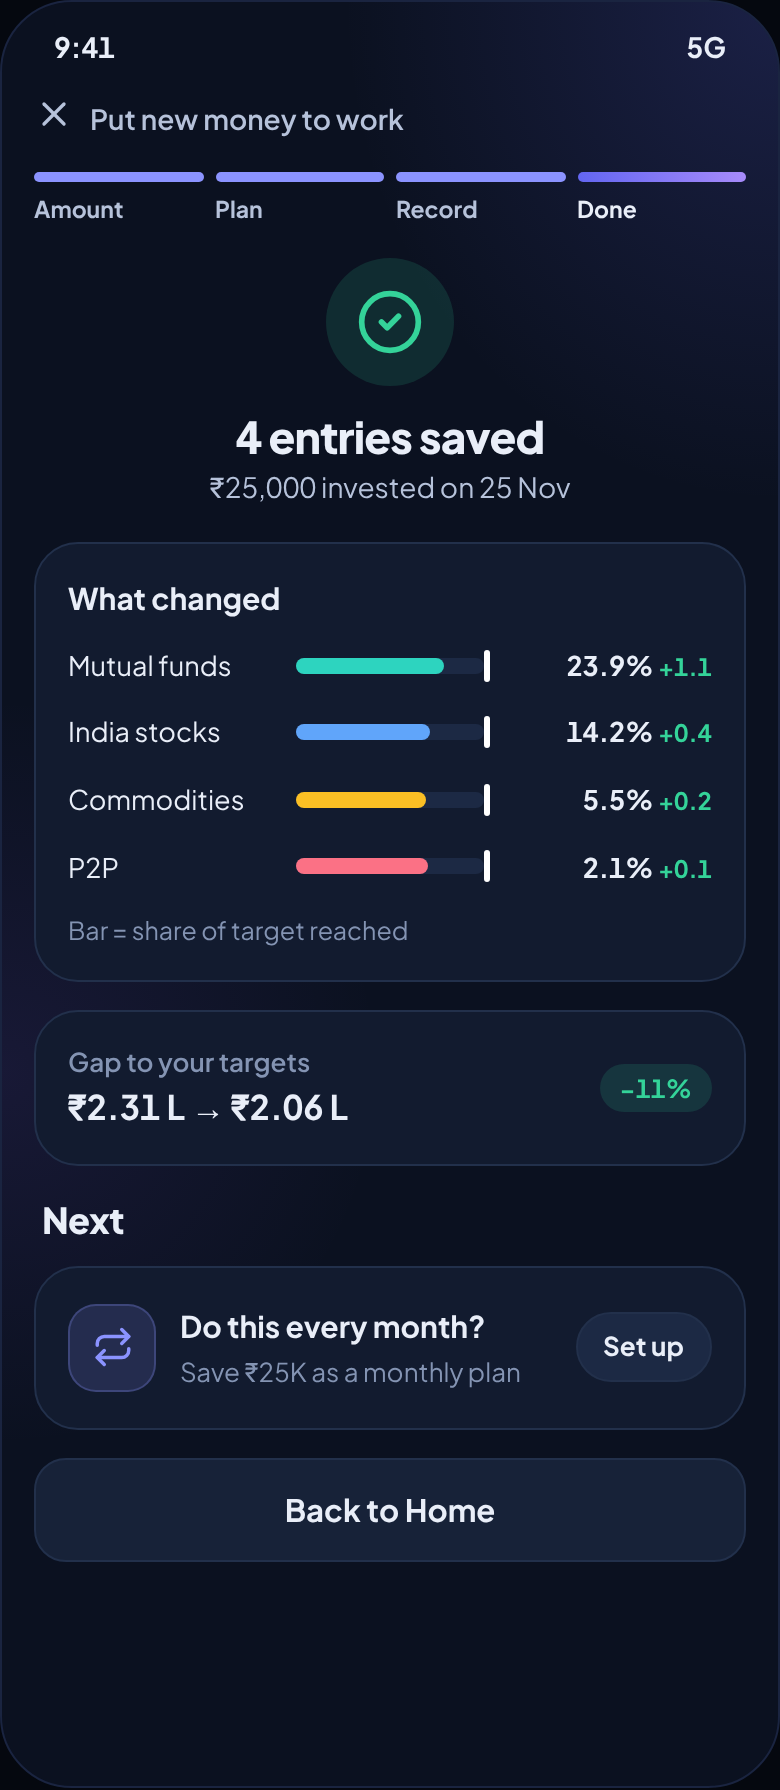 9:41
5G
Put new money to work
Amount
Plan
Record
Done
4 entries saved
₹25,000 invested on 25 Nov
What changed
Mutual funds
23.9% +1.1
India stocks
14.2% +0.4
Commodities
5.5% +0.2
P2P
2.1% +0.1
Bar = share of target reached
Gap to your targets
₹2.31 L → ₹2.06 L
−11%
Next
Do this every month?
Save ₹25K as a monthly plan
Set up
Back to Home